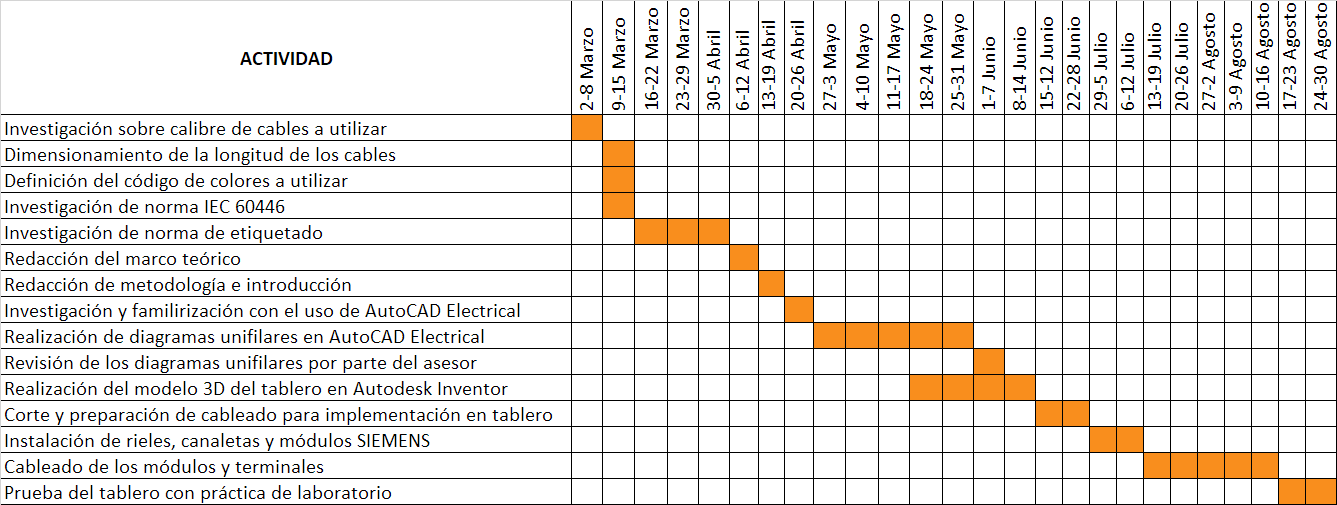 ACTIVIDAD
2-8 Marzo
9-15 Marzo
16-22 Marzo
23-29 Marzo
30-5 Abril
6-12 Abril
13-19 Abril
20-26 Abril
27-3 Mayo
4-10 Mayo
11-17 Mayo
18-24 Mayo
25-31 Mayo
1-7 Junio
8-14 Junio
15-12 Junio
22-28 Junio
29-5 Julio
6-12 Julio
13-19 Julio
20-26 Julio
27-2 Agosto
3-9 Agosto
10-16 Agosto
17-23 Agosto
24-30 Agosto
Investigación sobre calibre de cables a utilizar
Dimensionamiento de la longitud de los cables
Definición del código de colores a utilizar
Investigación de norma IEC 60446
Investigación de norma de etiquetado
Redacción del marco teórico
Redacción de metodología e introducción
Investigación y familirización con el uso de AutoCAD Electrical
Realización de diagramas unifilares en AutoCAD Electrical
Revisión de los diagramas unifilares por parte del asesor
Realización del modelo 3D del tablero en Autodesk Inventor
Corte y preparación de cableado para implementación en tablero
Instalación de rieles, canaletas y módulos SIEMENS
Cableado de los módulos y terminales
Prueba del tablero con práctica de laboratorio